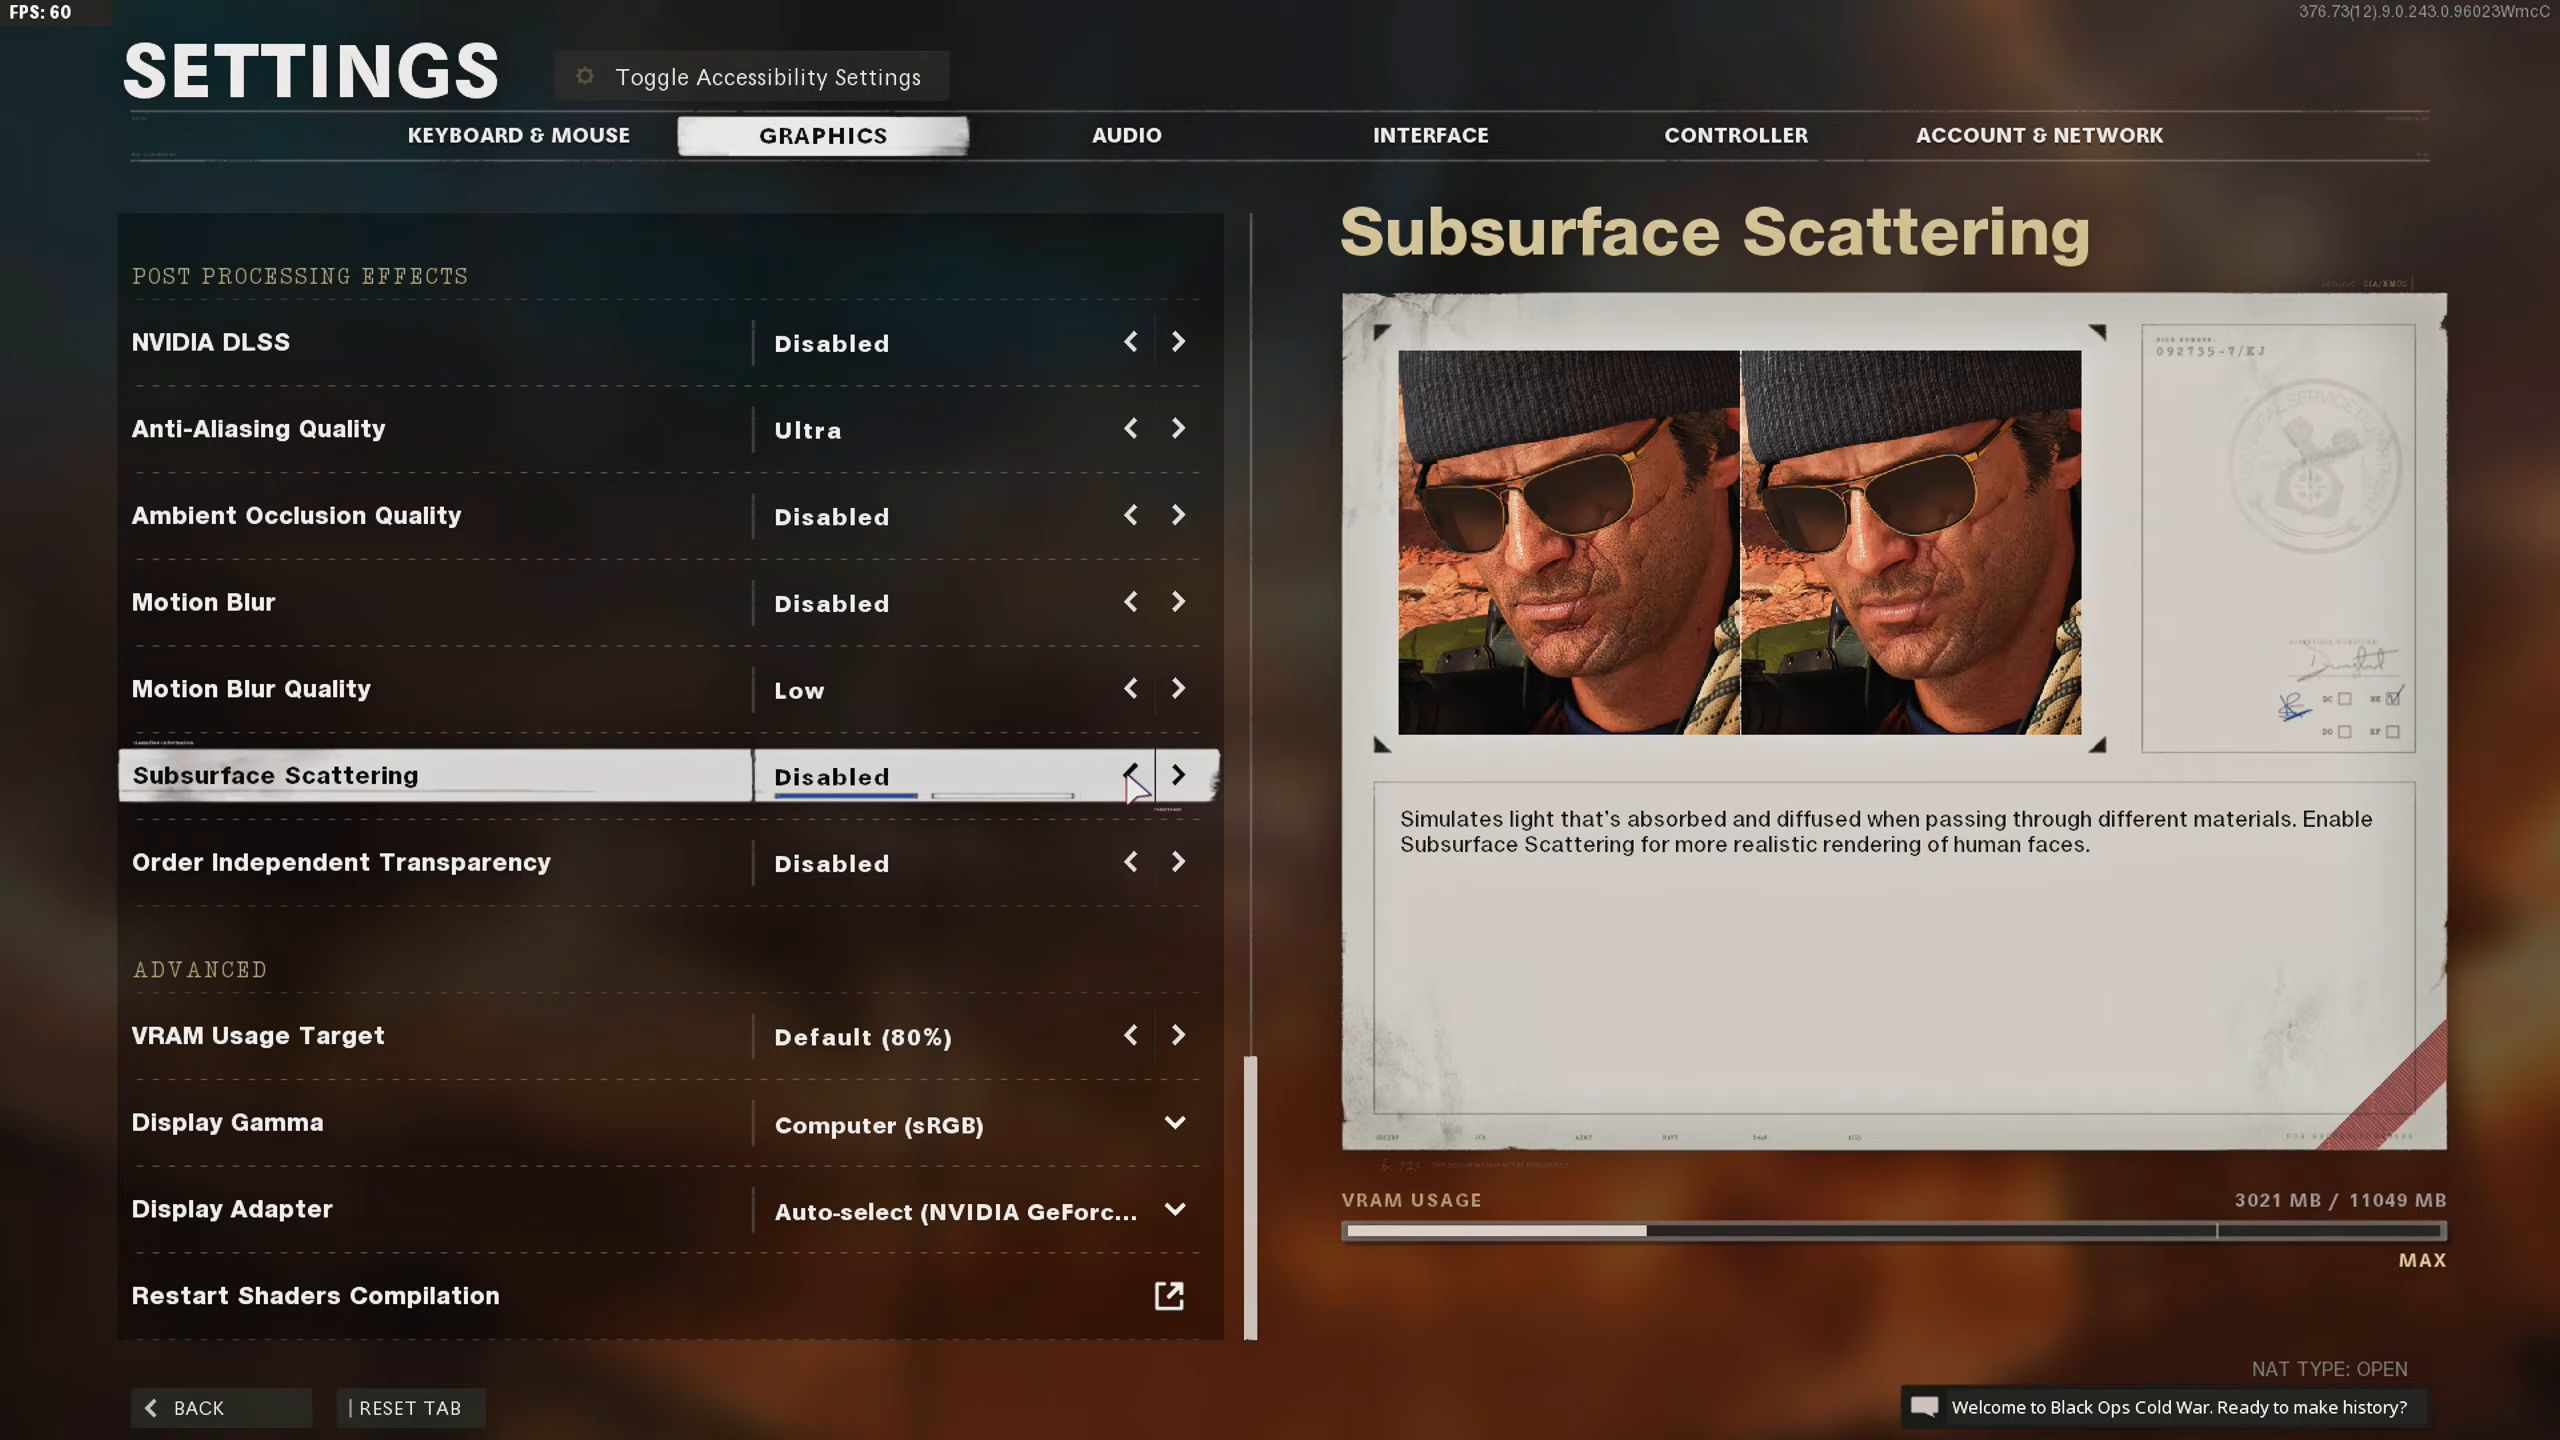 FPS: 60
376.73(12).9.0.243.0.96023WmcC
SETTINGS
Toggle Accessibility Settings
KEYBOARD & MOUSE
GRAPHICS
AUDIO
INTERFACE
CONTROLLER
ACCOUNT & NETWORK
POST PROCESSING EFFECTS
NVIDIA DLSS Disabled
Anti-Aliasing Quality Ultra
Ambient Occlusion Quality Disabled
Motion Blur Disabled
Motion Blur Quality Low
Subsurface Scattering Disabled
Order Independent Transparency Disabled
ADVANCED
VRAM Usage Target Default (80%)
Display Gamma Computer (sRGB)
Display Adapter Auto-select (NVIDIA GeForc...
Restart Shaders Compilation
BACK
RESET TAB
Subsurface Scattering
092735-7/KJ
Simulates light that's absorbed and diffused when passing through different materials. Enable
Subsurface Scattering for more realistic rendering of human faces.
VRAM USAGE
3021 MB / 11049 MB
MAX
NAT TYPE: OPEN
Welcome to Black Ops Cold War. Ready to make history?